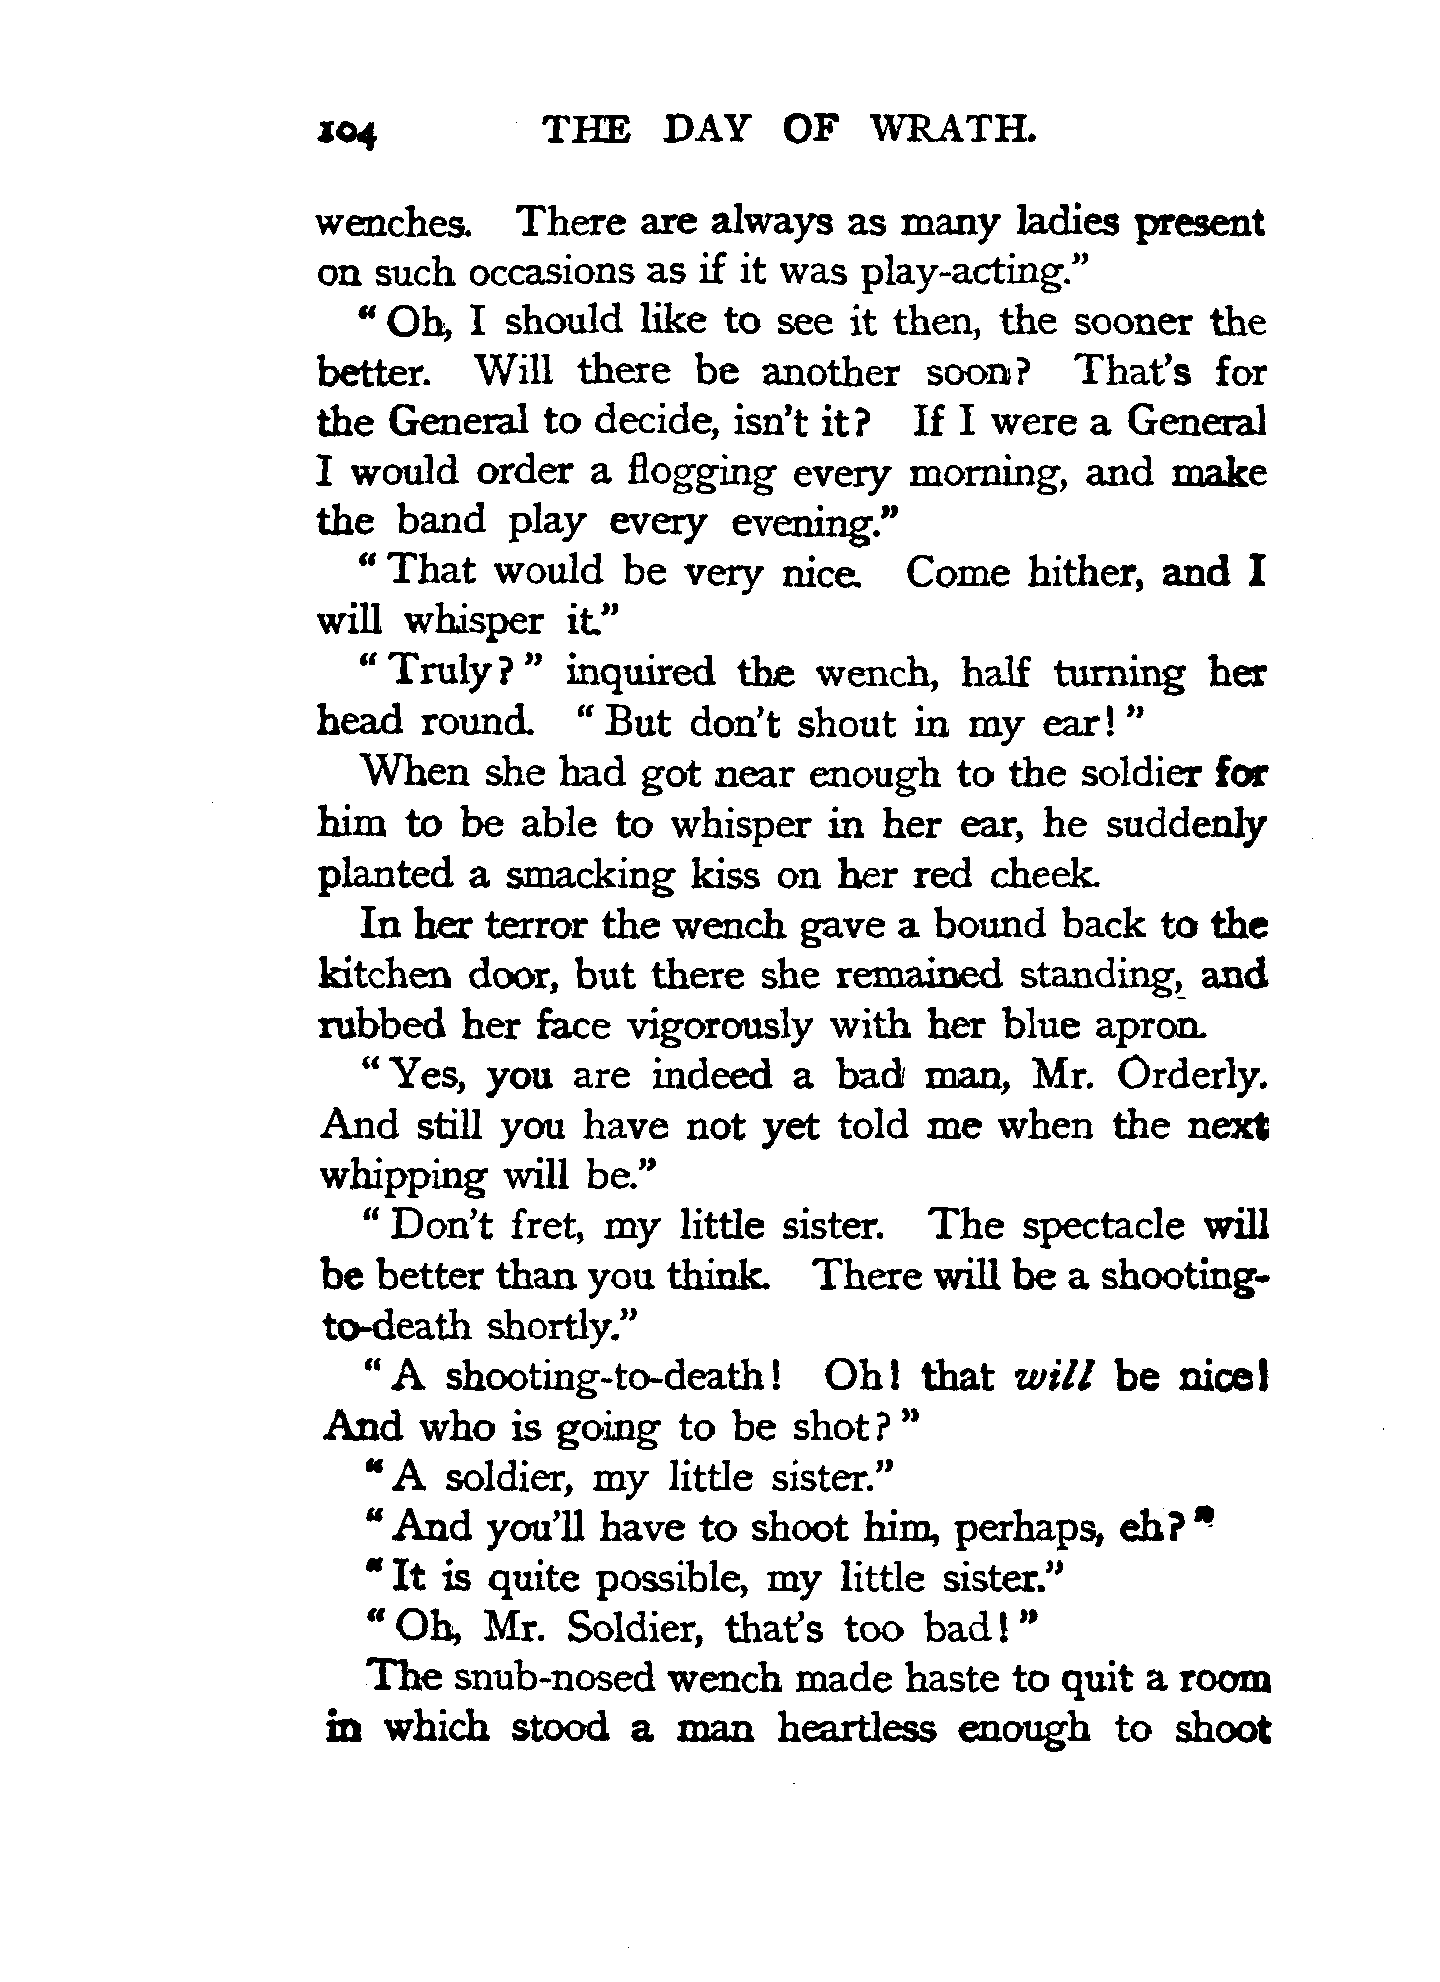 104 THE DAY OF WRATH.
wenches. There are always as many ladies present
on such occasions as if it was play-acting.”
“Oh, I should like to see it then, the sooner the
better. Will there be another soon? That’s for
the General to decide, isn’t it? If I were a General
I would order a flogging every morning, and make
the band play every evening.”
“That would be very nice. Come hither, and I
will whisper it.”
“Truly?” inquired the wench, half turning her
head round. “But don’t shout in my ear!”
When she had got near enough to the soldier for
him to be able to whisper in her ear, he suddenly
planted a smacking kiss on her red cheek.
In her terror the wench gave a bound back to the
kitchen door, but there she remained standing, and
rubbed her face vigorously with her blue apron.
“Yes, you are indeed a bad man, Mr. Orderly.
And still you have not yet told me when the next
whipping will be.”
“Don’t fret, my little sister. The spectacle will
be better than you think. There will be a shooting-
to-death shortly.”
“A shooting-to-death! Oh! that will be nice!
And who is going to be shot?”
“A soldier, my little sister.”
“And you’ll have to shoot him, perhaps, eh?”
“It is quite possible, my little sister.”
“Oh, Mr. Soldier, that’s too bad!”
The snub-nosed wench made haste to quit a room
in which stood a man heartless enough to shoot